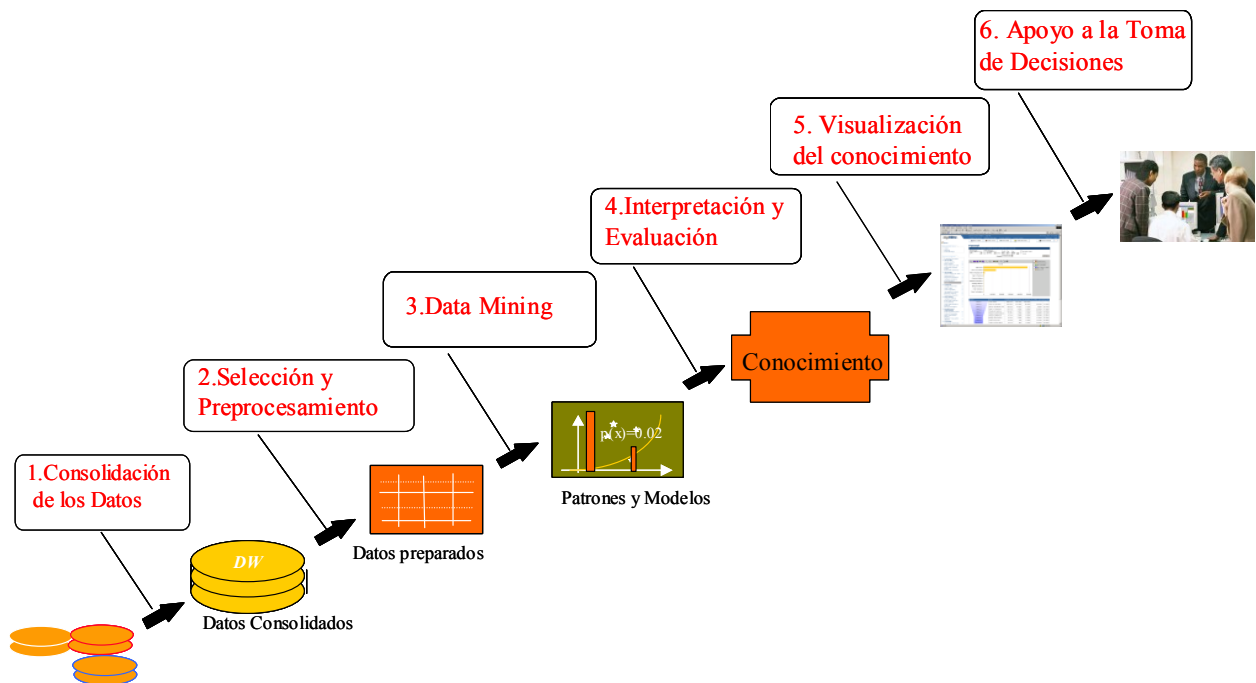 6. Apoyo a la Toma
de Decisiones
5. Visualización
del conocimiento
4.Interpretación y
Evaluación
3.Data Mining
Conocimiento
2.Selección y
Preprocesamiento
p(x)=0.02
Patrones y Modelos
1.Consolidación
de los Datos
Datos preparados
DW
Datos Consolidados